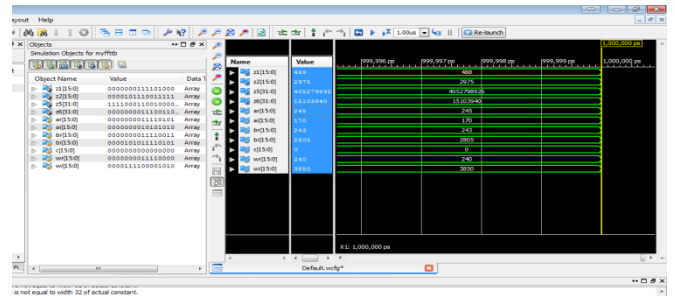 yout Help
1.00us Re-launch
Objects
Simulation Objects for myfftb
Object Name Value Data T
z1[15:0] 0000000111101000 Array
z2[15:0] 0000101110011111 Array
z5[31:0] 1111000110010000... Array
z6[31:0] Array
ar[15:0] 0000000011110101 Array
ai[15:0] 0000000010101010 Array
br[15:0] 0000000011110011 Array
bi[15:0] Array
c[15:0] 0000000000000000 Array
wr[15:0] 0000000011110000 Array
wi[15:0] 0000111100001010 Array
Name Value
1,000,000 ps
999,996 ps 999,997 ps 999,998 ps 999,999 ps 1,000,000 ps
z1[15:0] 488 488
z2[15:0] 2975 2975
z5[31:0] 4052798925
z6[31:0] 15103940 15103940
ar[15:0] 245 245
ai[15:0] 170 170
br[15:0] 243 243
bi[15:0] 2805 2805
c[15:0] 0 0
wr[15:0] 240 240
wi[15:0] 3850 3850
X1: 1,000,000 ps
Default.wcfg*
is not equal to width 32 of actual constant.